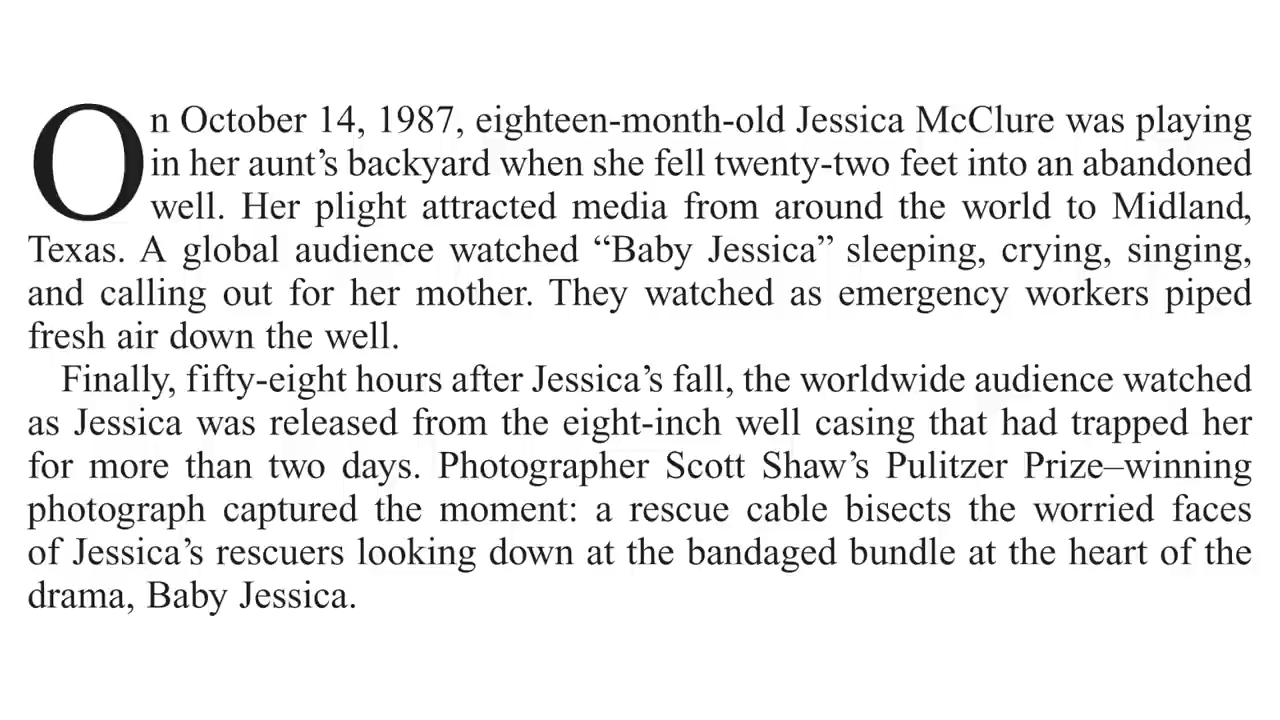 On October 14, 1987, eighteen-month-old Jessica McClure was playing
in her aunt’s backyard when she fell twenty-two feet into an abandoned
well. Her plight attracted media from around the world to Midland,
Texas. A global audience watched “Baby Jessica” sleeping, crying, singing,
and calling out for her mother. They watched as emergency workers piped
fresh air down the well.
Finally, fifty-eight hours after Jessica’s fall, the worldwide audience watched
as Jessica was released from the eight-inch well casing that had trapped her
for more than two days. Photographer Scott Shaw’s Pulitzer Prize–winning
photograph captured the moment: a rescue cable bisects the worried faces
of Jessica’s rescuers looking down at the bandaged bundle at the heart of the
drama, Baby Jessica.